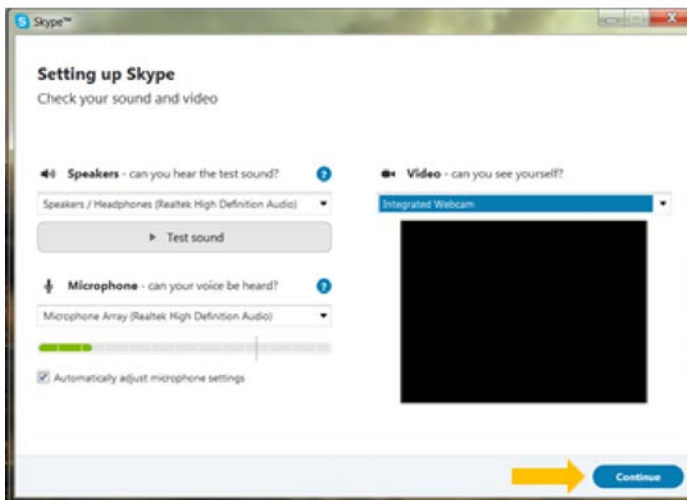 Skype™
Setting up Skype
Check your sound and video
Speakers - can you hear the test sound?
?
Speakers / Headphones (Realtek High Definition Audio)
Test sound
Microphone - can your voice be heard?
?
Microphone Array (Realtek High Definition Audio)
Automatically adjust microphone settings
Video - can you see yourself?
Integrated Webcam
Continue